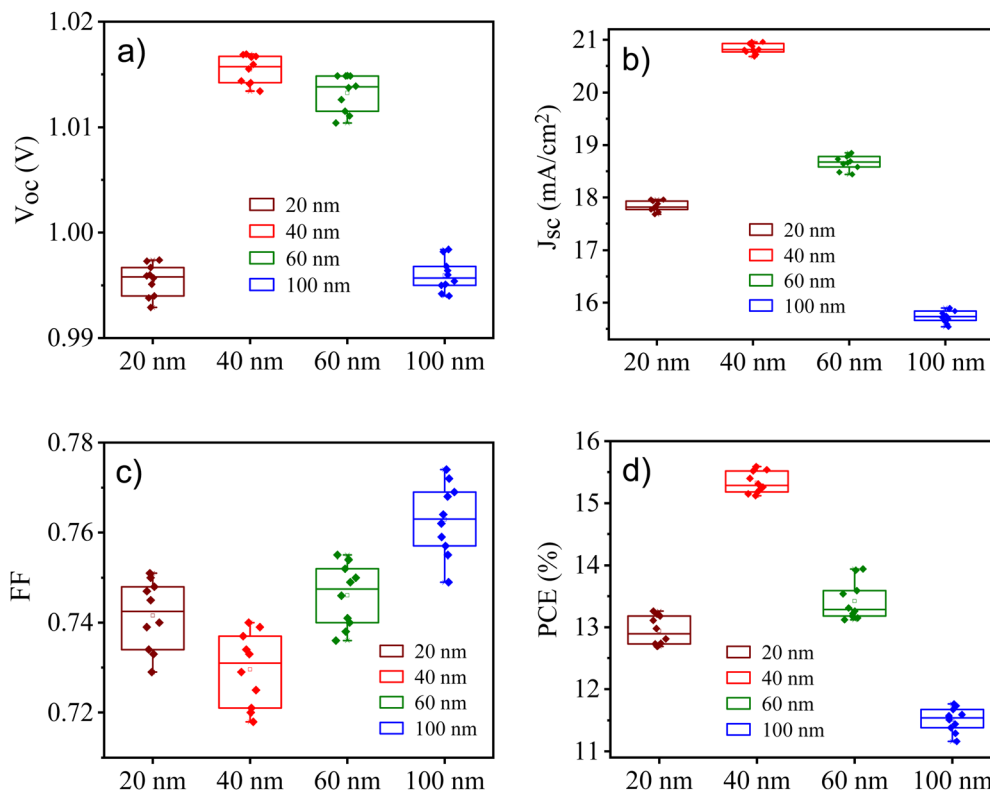 a)
1.02
1.01
1.00
0.99
V_OC (V)
20 nm
40 nm
60 nm
100 nm
20 nm 40 nm 60 nm 100 nm
b)
21
20
19
18
17
16
J_SC (mA/cm²)
20 nm
40 nm
60 nm
100 nm
20 nm 40 nm 60 nm 100 nm
c)
0.78
0.76
0.74
0.72
FF
20 nm
40 nm
60 nm
100 nm
20 nm 40 nm 60 nm 100 nm
d)
16
15
14
13
12
11
PCE (%)
20 nm
40 nm
60 nm
100 nm
20 nm 40 nm 60 nm 100 nm